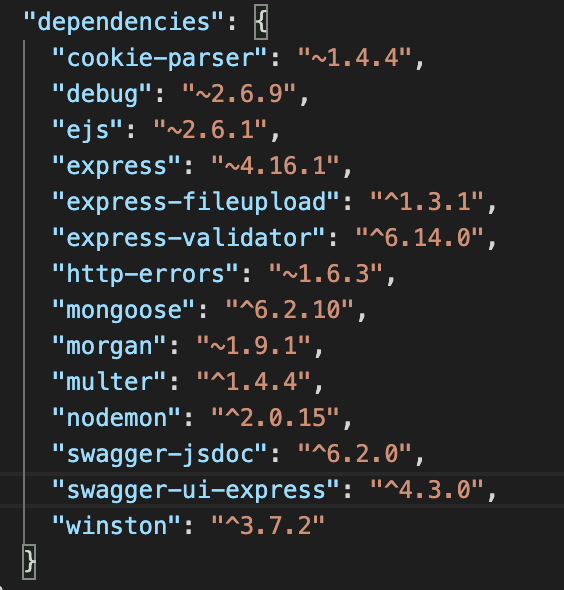 "dependencies": {
"cookie-parser": "~1.4.4",
"debug": "~2.6.9",
"ejs": "~2.6.1",
"express": "~4.16.1",
"express-fileupload": "^1.3.1",
"express-validator": "^6.14.0",
"http-errors": "~1.6.3",
"mongoose": "^6.2.10",
"morgan": "~1.9.1",
"multer": "^1.4.4",
"nodemon": "^2.0.15",
"swagger-jsdoc": "^6.2.0",
"swagger-ui-express": "^4.3.0",
"winston": "^3.7.2"
}